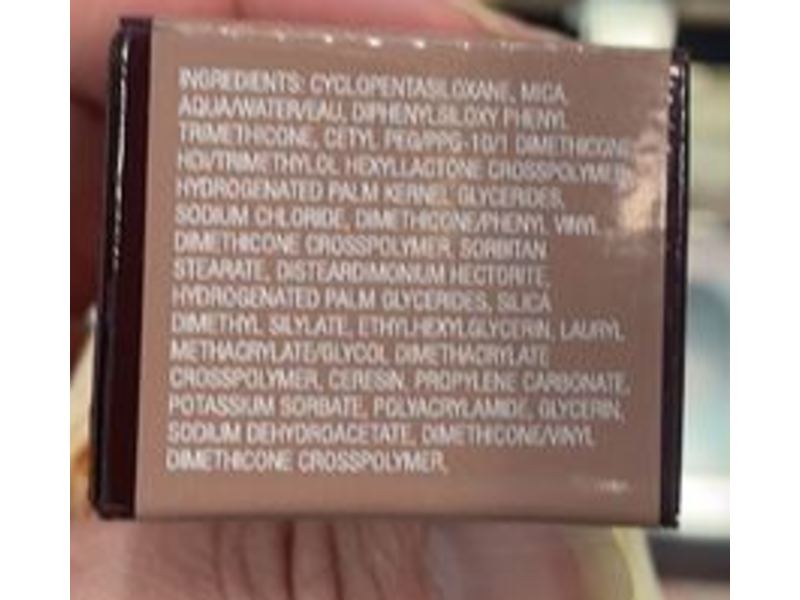 INGREDIENTS: CYCLOPENTASILOXANE, MICA,
AQUA/WATER/EAU, DIPHENYLSILOXY PHENYL
TRIMETHICONE, CETYL PEG/PPG-10/1 DIMETHICONE,
HDI/TRIMETHYLOL HEXYLLACTONE CROSSPOLYMER,
HYDROGENATED PALM KERNEL GLYCERIDES,
SODIUM CHLORIDE, DIMETHICONE/PHENYL VINYL
DIMETHICONE CROSSPOLYMER, SORBITAN
STEARATE, DISTEARDIMONIUM HECTORITE,
HYDROGENATED PALM GLYCERIDES, SILICA
DIMETHYL SILYLATE, ETHYLHEXYLGLYCERIN, LAURYL
METHACRYLATE/GLYCOL DIMETHACRYLATE
CROSSPOLYMER, CERESIN, PROPYLENE CARBONATE,
POTASSIUM SORBATE, POLYACRYLAMIDE, GLYCERIN,
SODIUM DEHYDROACETATE, DIMETHICONE/VINYL
DIMETHICONE CROSSPOLYMER,